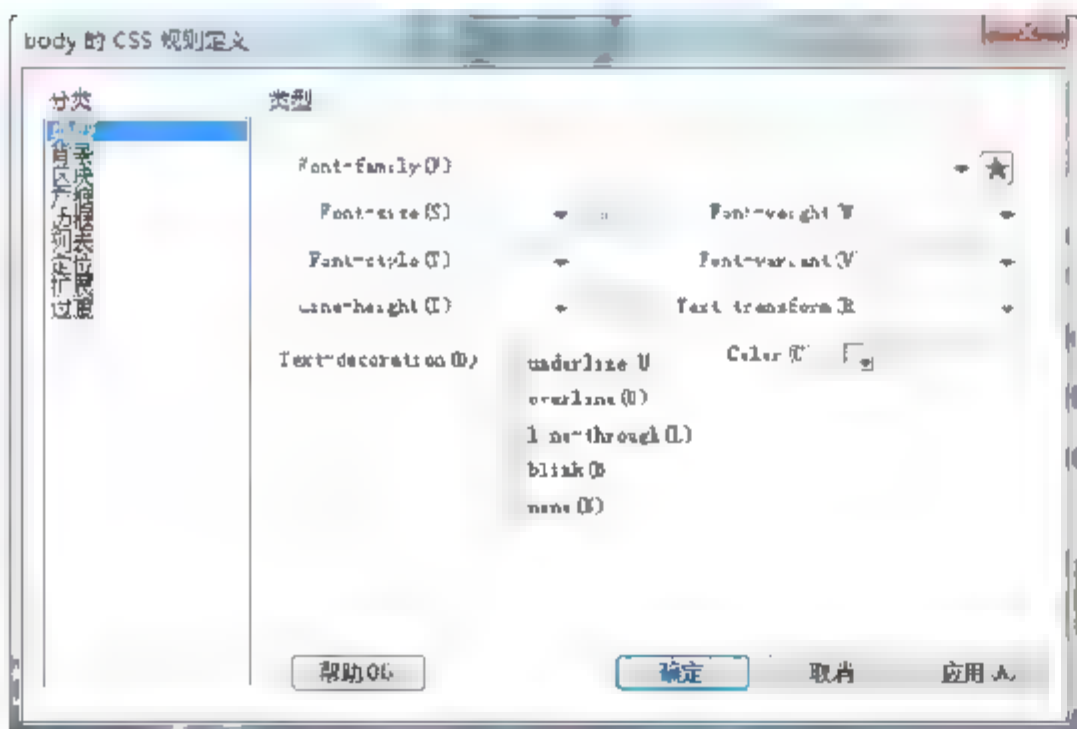 body 的 CSS 规则定义
分类 类型
类型
背景
区块
方框
边框
列表
定位
扩展
过渡
Font-family(F)
Font-size(S) Font-weight(W
Font-style(T) Font-variant(V
Line-height(I) Text-transform(R
Text-decoration(D) underline(U Color(C)
overline(O)
line-through(L)
blink(B
none(N)
帮助 确定 取消 应用(A)